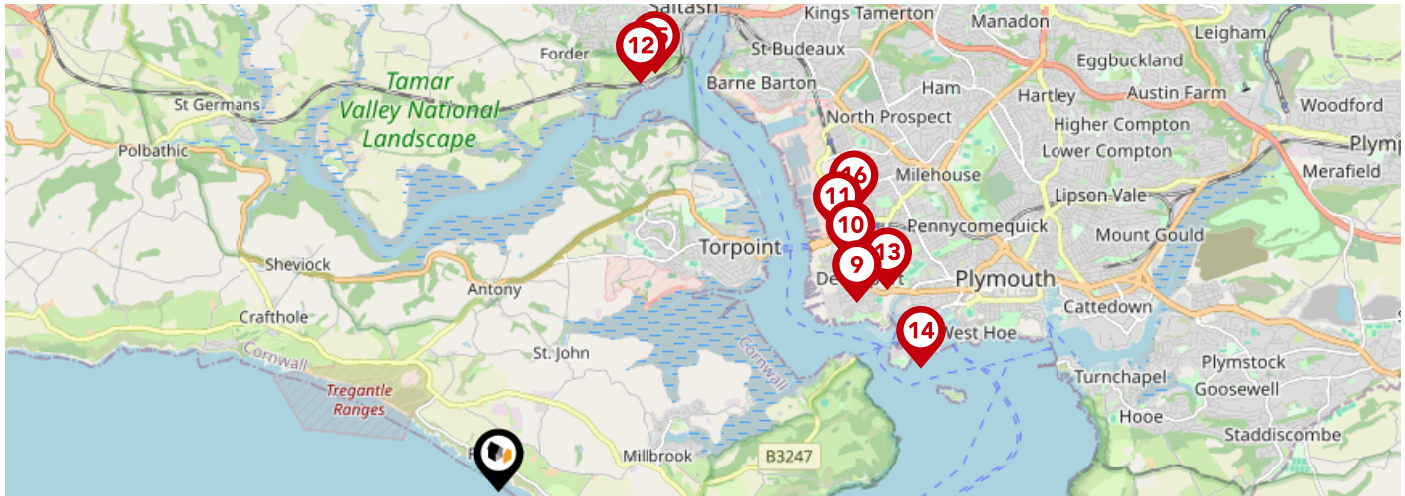 Saltash
Kings Tamerton
Manadon
Leigham
12
Forder
St Budeaux
Eggbuckland
Tamar
Valley National
Landscape
Barne Barton
Ham
Hartley
Austin Farm
St Germans
Woodford
North Prospect
Higher Compton
Polbathic
Lower Compton
Merafield
16
Milehouse
11
Lipson Vale
10
Pennycomequick
Mount Gould
Torpoint
13
9
Sheviock
Plymouth
Antony
Cattedown
Crafthole
14
West Hoe
Cornwall
St. John
Cornwall
Plymstock
Tregantle
Ranges
Turnchapel
Goosewell
Hooe
Staddiscombe
Millbrook
B3247